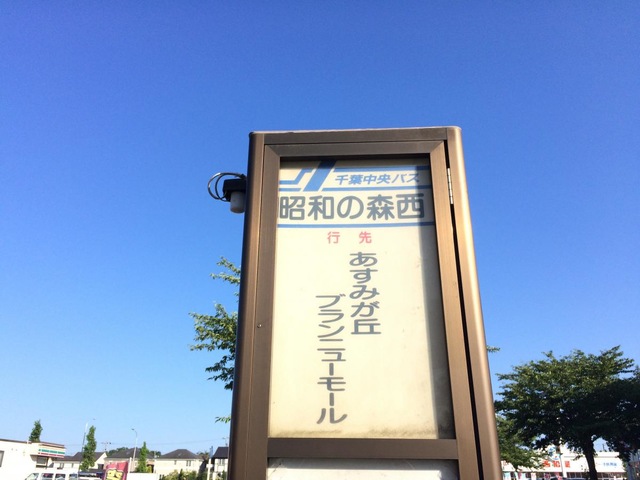 千葉中央バス
昭和の森西
行先
あすみが丘
ブランニューモール